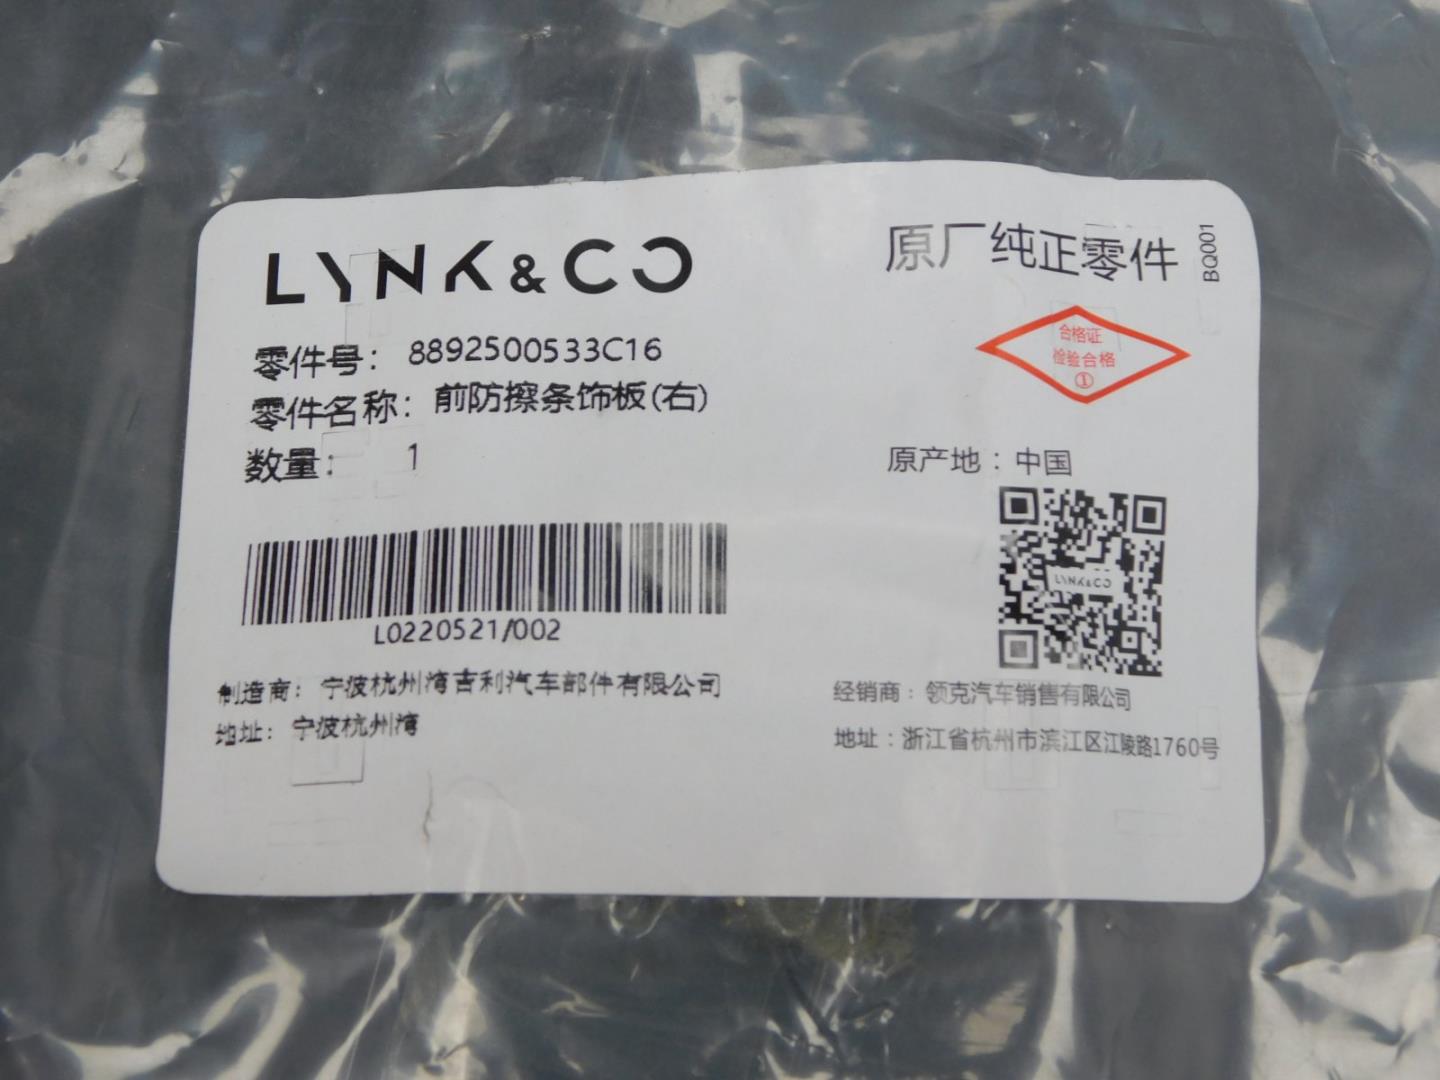 LYNK&CO
原厂纯正零件
BQ001
零件号：8892500533C16
零件名称：前防擦条饰板(右)
数量：1
合格证
检验合格
①
原产地：中国
LYNK&CO
L0220521/002
制造商：宁波杭州湾吉利汽车部件有限公司
地址：宁波杭州湾
经销商：领克汽车销售有限公司
地址：浙江省杭州市滨江区江陵路1760号